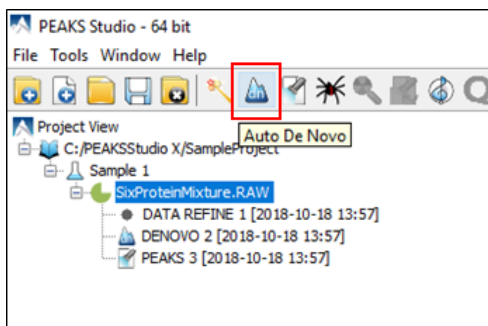 PEAKS Studio - 64 bit
File Tools Window Help
dn
Auto De Novo
Project View
C:/PEAKSStudio X/SampleProject
Sample 1
SixProteinMixture.RAW
DATA REFINE 1 [2018-10-18 13:57]
DENOVO 2 [2018-10-18 13:57]
PEAKS 3 [2018-10-18 13:57]